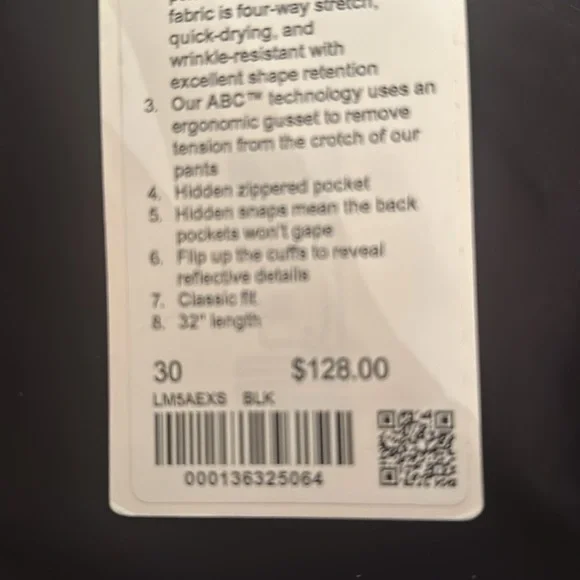 fabric is four-way stretch,
quick-drying, and
wrinkle-resistant with
excellent shape retention
3. Our ABC™ technology uses an
ergonomic gusset to remove
tension from the crotch of our
pants
4. Hidden zippered pocket
5. Hidden snaps mean the back
pockets won't gape
6. Flip up the cuffs to reveal
reflective details
7. Classic fit
8. 32" length
30 $128.00
LM5AEXS BLK
000136325064